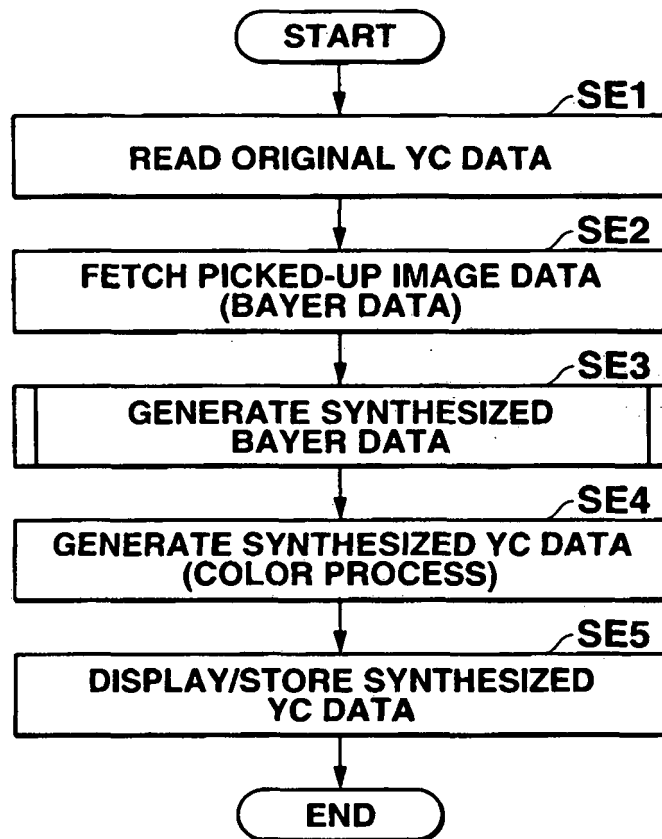 START
SE1
READ ORIGINAL YC DATA
SE2
FETCH PICKED-UP IMAGE DATA
(BAYER DATA)
SE3
GENERATE SYNTHESIZED
BAYER DATA
SE4
GENERATE SYNTHESIZED YC DATA
(COLOR PROCESS)
SE5
DISPLAY/STORE SYNTHESIZED
YC DATA
END